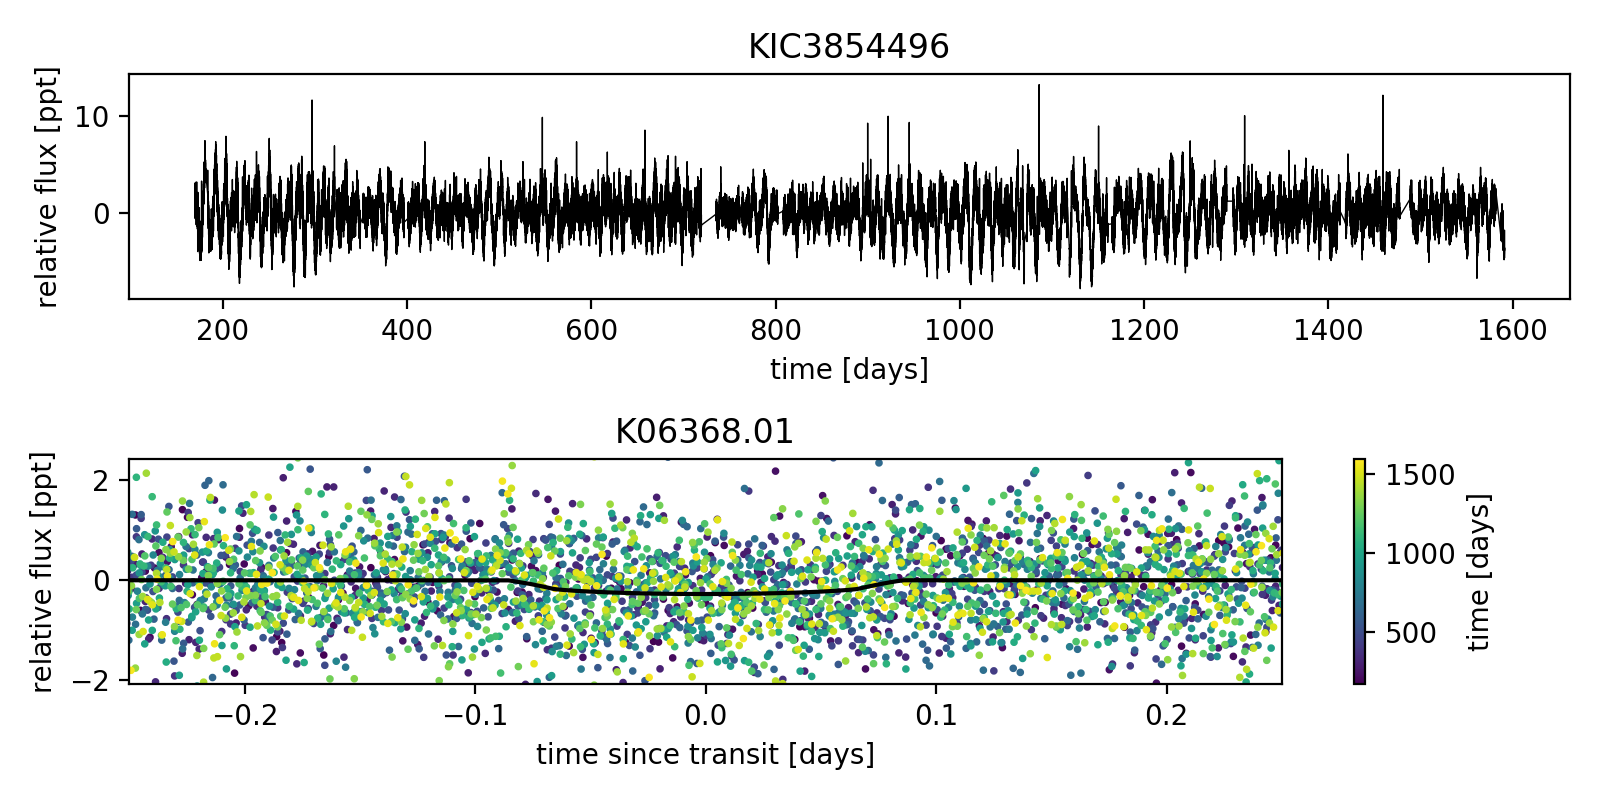 KIC3854496
relative flux [ppt]
10
0
200 400 600 800 1000 1200 1400 1600
time [days]
K06368.01
relative flux [ppt]
2
0
−2
−0.2 −0.1 0.0 0.1 0.2
time since transit [days]
1500
1000
500
time [days]